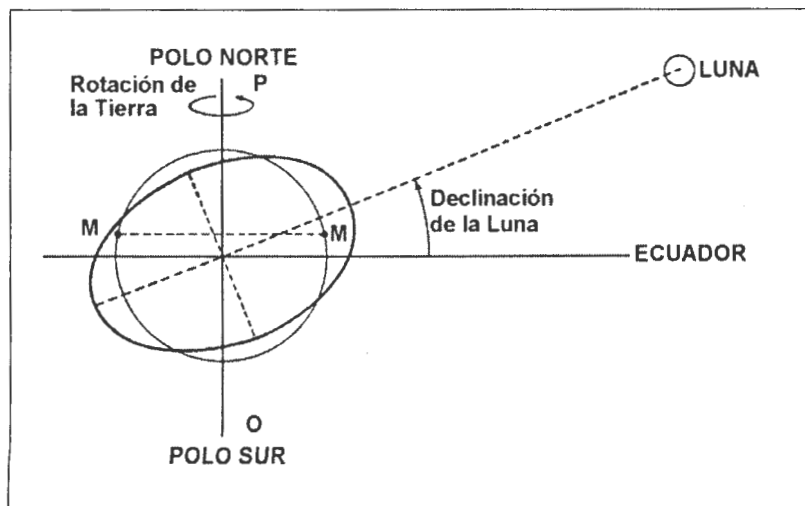 POLO NORTE
Rotación de
la Tierra
P
LUNA
Declinación
de la Luna
M
M
ECUADOR
O
POLO SUR